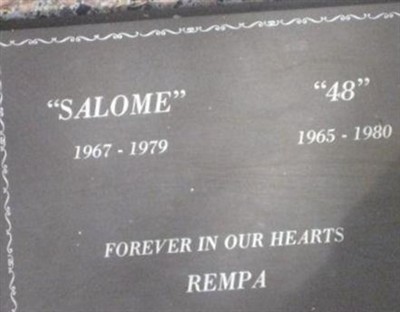 “SALOME” “48”
1967 - 1979 1965 - 1980
FOREVER IN OUR HEARTS
REMPA